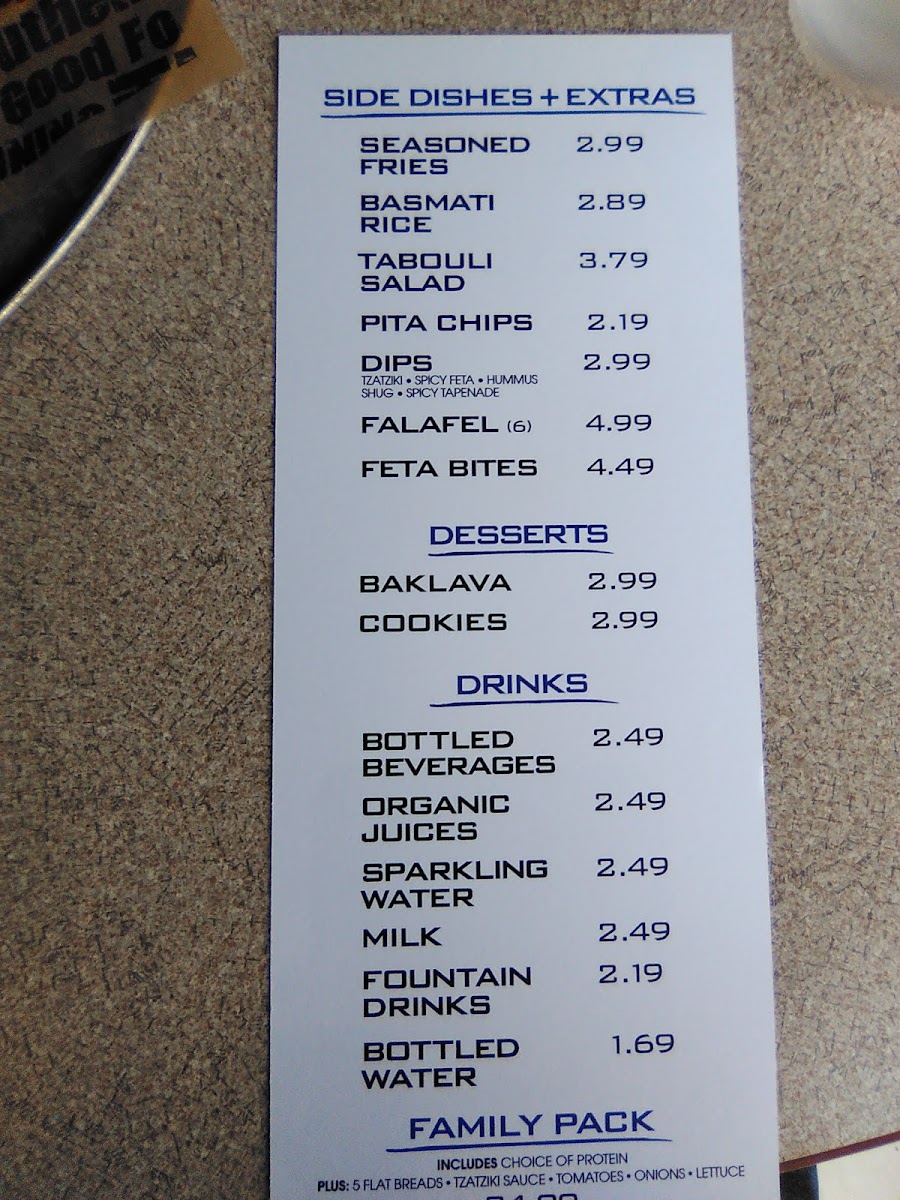 Good Fo
SIDE DISHES + EXTRAS
SEASONED 2.99
FRIES
BASMATI 2.89
RICE
TABOULI 3.79
SALAD
PITA CHIPS 2.19
DIPS 2.99
TZATZIKI • SPICY FETA • HUMMUS
SHUG • SPICY TAPENADE
FALAFEL (6) 4.99
FETA BITES 4.49
DESSERTS
BAKLAVA 2.99
COOKIES 2.99
DRINKS
BOTTLED 2.49
BEVERAGES
ORGANIC 2.49
JUICES
SPARKLING 2.49
WATER
MILK 2.49
FOUNTAIN 2.19
DRINKS
BOTTLED 1.69
WATER
FAMILY PACK
INCLUDES CHOICE OF PROTEIN
PLUS: 5 FLAT BREADS • TZATZIKI SAUCE • TOMATOES • ONIONS • LETTUCE